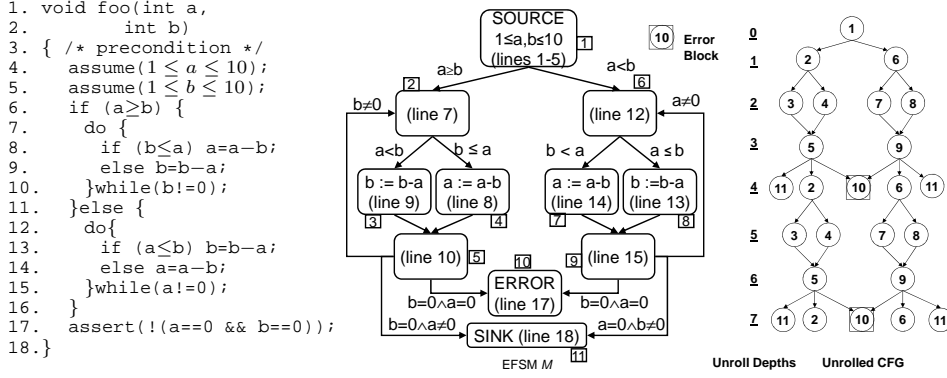 1. void foo(int a,
2. int b)
3. { /* precondition */
4. assume(1 ≤ a ≤ 10);
5. assume(1 ≤ b ≤ 10);
6. if (a≥b) {
7. do {
8. if (b≤a) a=a−b;
9. else b=b−a;
10. }while(b!=0);
11. }else {
12. do{
13. if (a≤b) b=b−a;
14. else a=a−b;
15. }while(a!=0);
16. }
17. assert(!(a==0 && b==0));
18.}
SOURCE
1≤a,b≤10
(lines 1-5)
1
a≥b
a<b
2
6
b≠0
(line 7)
(line 12)
a≠0
a<b
b ≤ a
b < a
a ≤ b
b := b-a
(line 9)
a := a-b
(line 8)
a := a-b
(line 14)
b :=b-a
(line 13)
3
4
7
8
(line 10)
5
10
9
(line 15)
ERROR
(line 17)
b=0∧a=0
b=0∧a=0
b=0∧a≠0
SINK (line 18)
a=0∧b≠0
11
EFSM M
10
Error
Block
0
1
1
2
6
2
3
4
7
8
3
5
9
4
11
2
10
6
11
5
3
4
7
8
6
5
9
7
11
2
10
6
11
Unroll Depths
Unrolled CFG